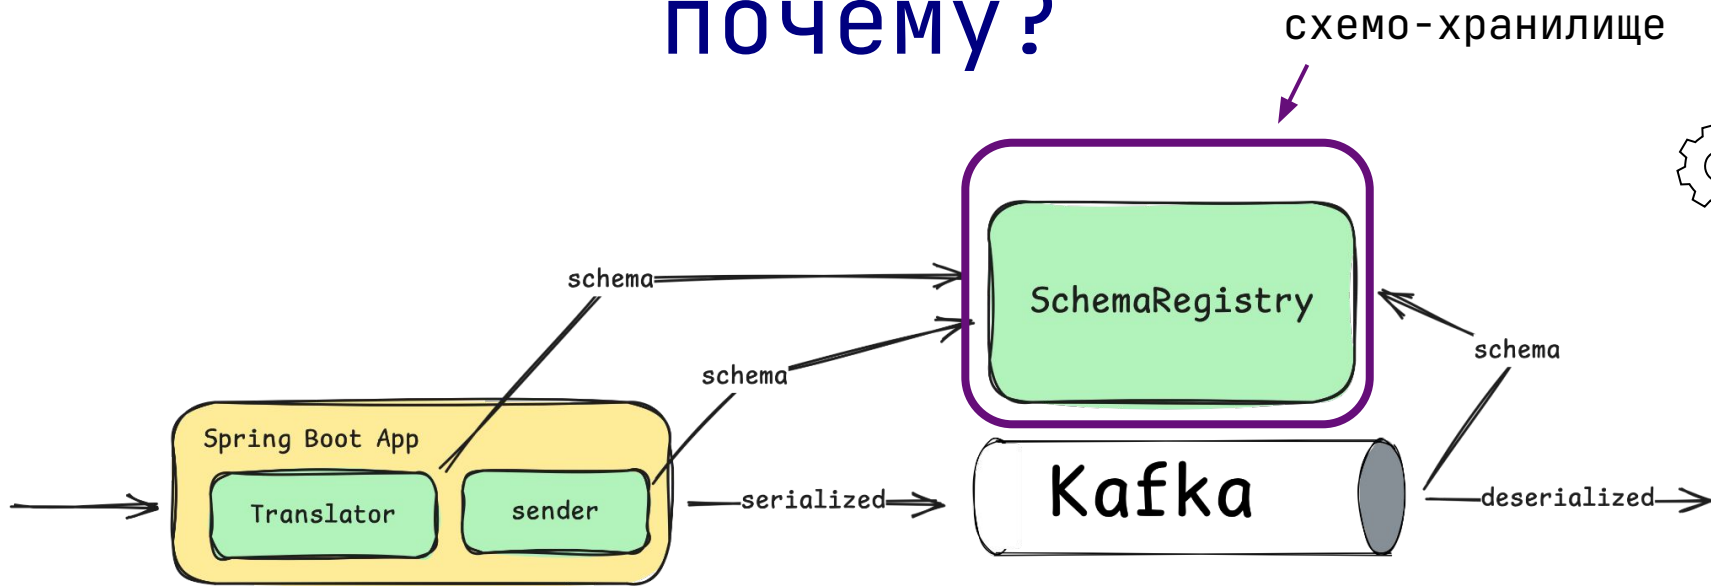 почему?
схемо-хранилище
schema
SchemaRegistry
schema
schema
Spring Boot App
Translator
sender
serialized
Kafka
deserialized